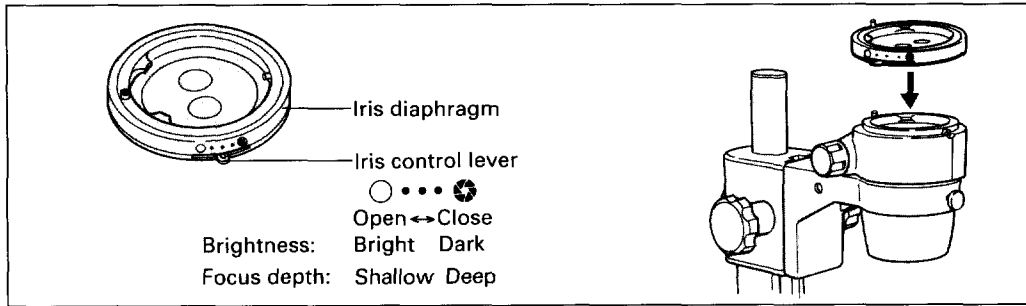 Iris diaphragm
Iris control lever
Open ↔ Close
Brightness: Bright Dark
Focus depth: Shallow Deep